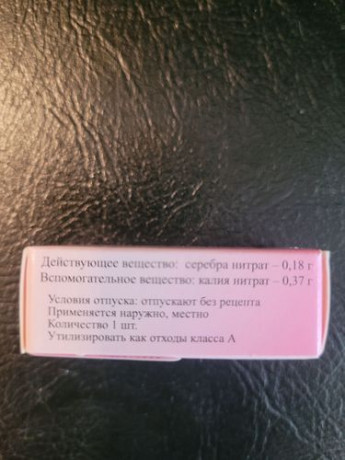 Действующее вещество: серебра нитрат – 0,18 г
Вспомогательное вещество: калия нитрат – 0,37 г
Условия отпуска: отпускают без рецепта
Применяется наружно, местно
Количество 1 шт.
Утилизировать как отходы класса А